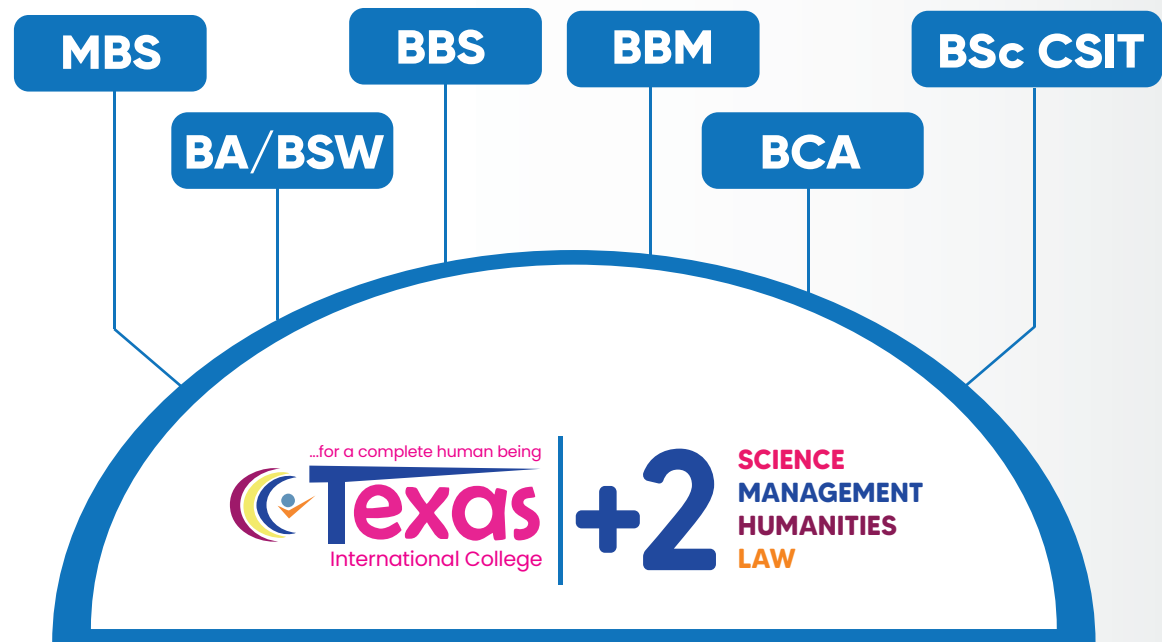 MBS
BBS
BBM
BSc CSIT
BA/BSW
BCA
...for a complete human being
Texas
International College
+2
SCIENCE
MANAGEMENT
HUMANITIES
LAW